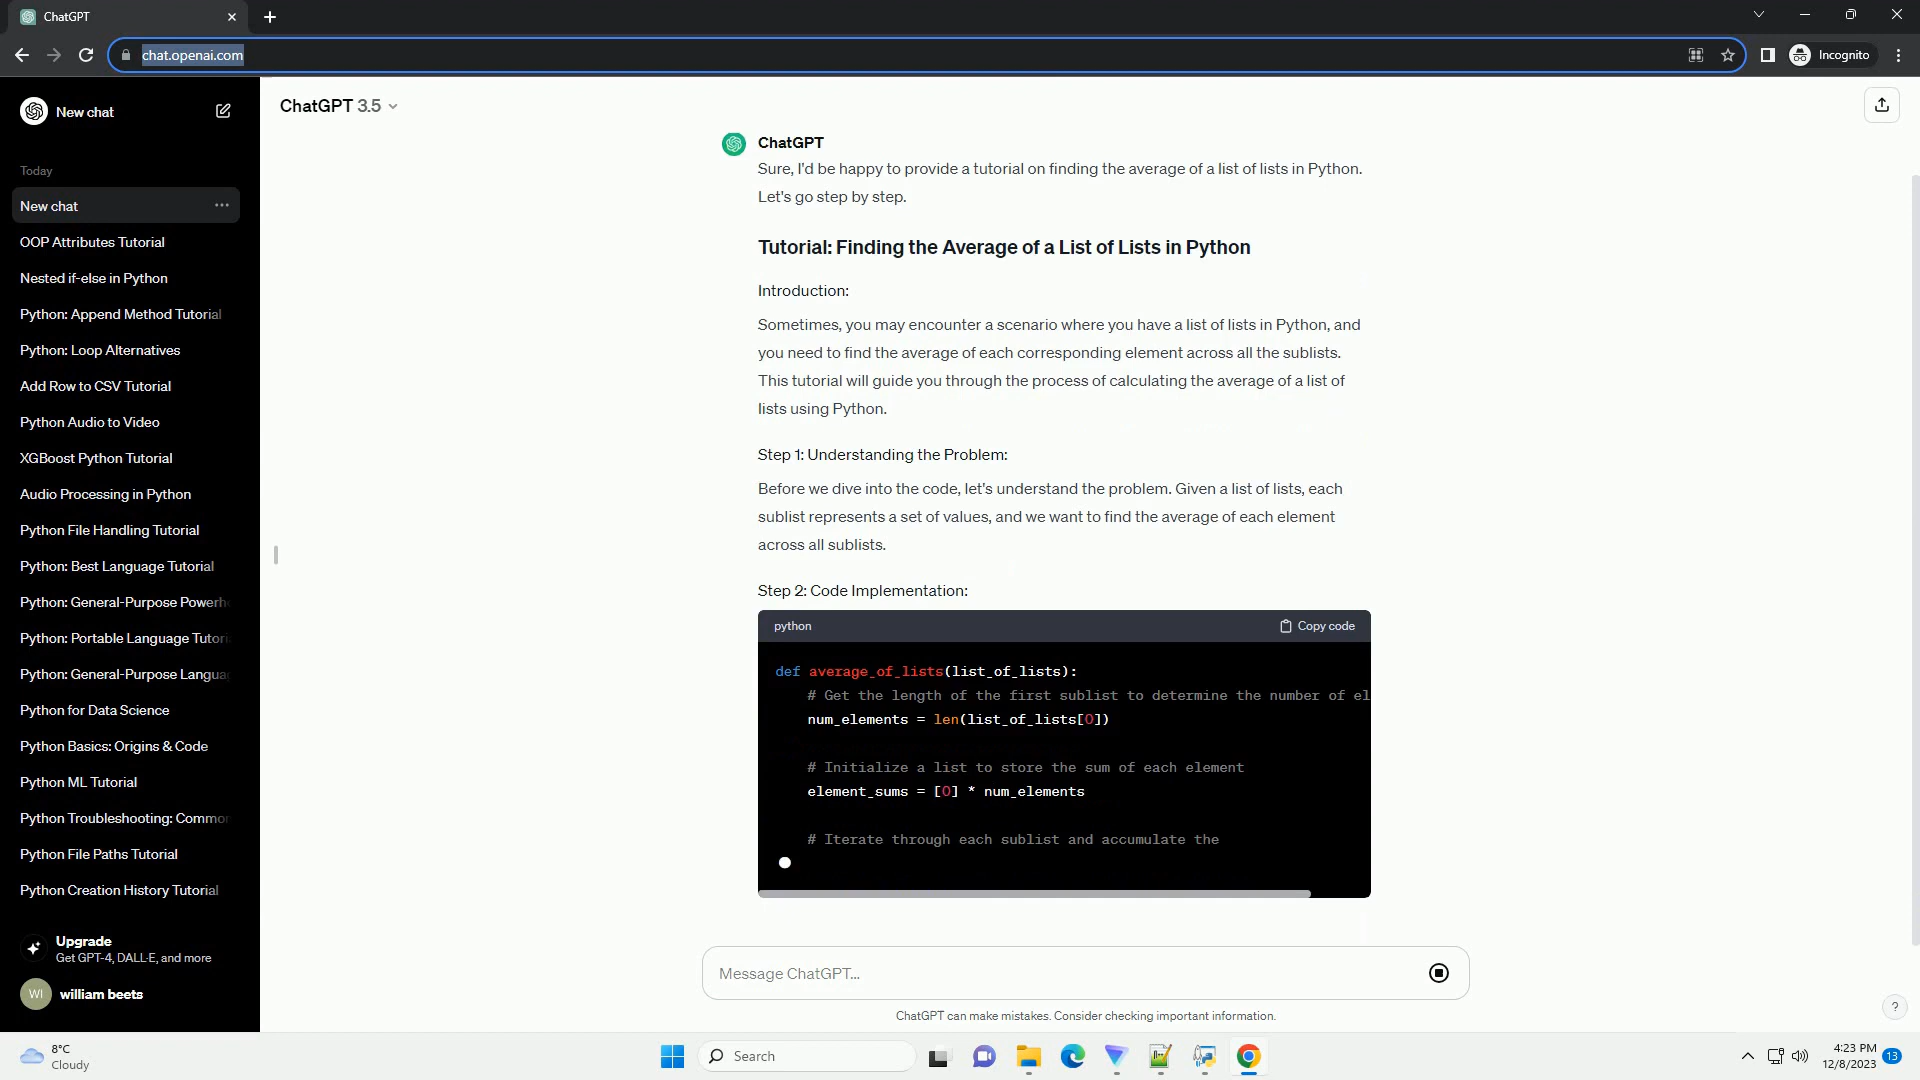 ChatGPT
chat.openai.com
Incognito
New chat
Today
New chat
OOP Attributes Tutorial
Nested if-else in Python
Python: Append Method Tutorial
Python: Loop Alternatives
Add Row to CSV Tutorial
Python Audio to Video
XGBoost Python Tutorial
Audio Processing in Python
Python File Handling Tutorial
Python: Best Language Tutorial
Python: General-Purpose Powerh
Python: Portable Language Tutori
Python: General-Purpose Langua
Python for Data Science
Python Basics: Origins & Code
Python ML Tutorial
Python Troubleshooting: Common
Python File Paths Tutorial
Python Creation History Tutorial
Upgrade
Get GPT-4, DALL·E, and more
WI
william beets
ChatGPT 3.5
ChatGPT
Sure, I'd be happy to provide a tutorial on finding the average of a list of lists in Python.
Let's go step by step.
Tutorial: Finding the Average of a List of Lists in Python
Introduction:
Sometimes, you may encounter a scenario where you have a list of lists in Python, and
you need to find the average of each corresponding element across all the sublists.
This tutorial will guide you through the process of calculating the average of a list of
lists using Python.
Step 1: Understanding the Problem:
Before we dive into the code, let's understand the problem. Given a list of lists, each
sublist represents a set of values, and we want to find the average of each element
across all sublists.
Step 2: Code Implementation:
python
Copy code
def average_of_lists(list_of_lists):
# Get the length of the first sublist to determine the number of el
num_elements = len(list_of_lists[0])
# Initialize a list to store the sum of each element
element_sums = [0] * num_elements
# Iterate through each sublist and accumulate the
Message ChatGPT...
ChatGPT can make mistakes. Consider checking important information.
?
8°C
Cloudy
Search
4:23 PM
12/8/2023
13